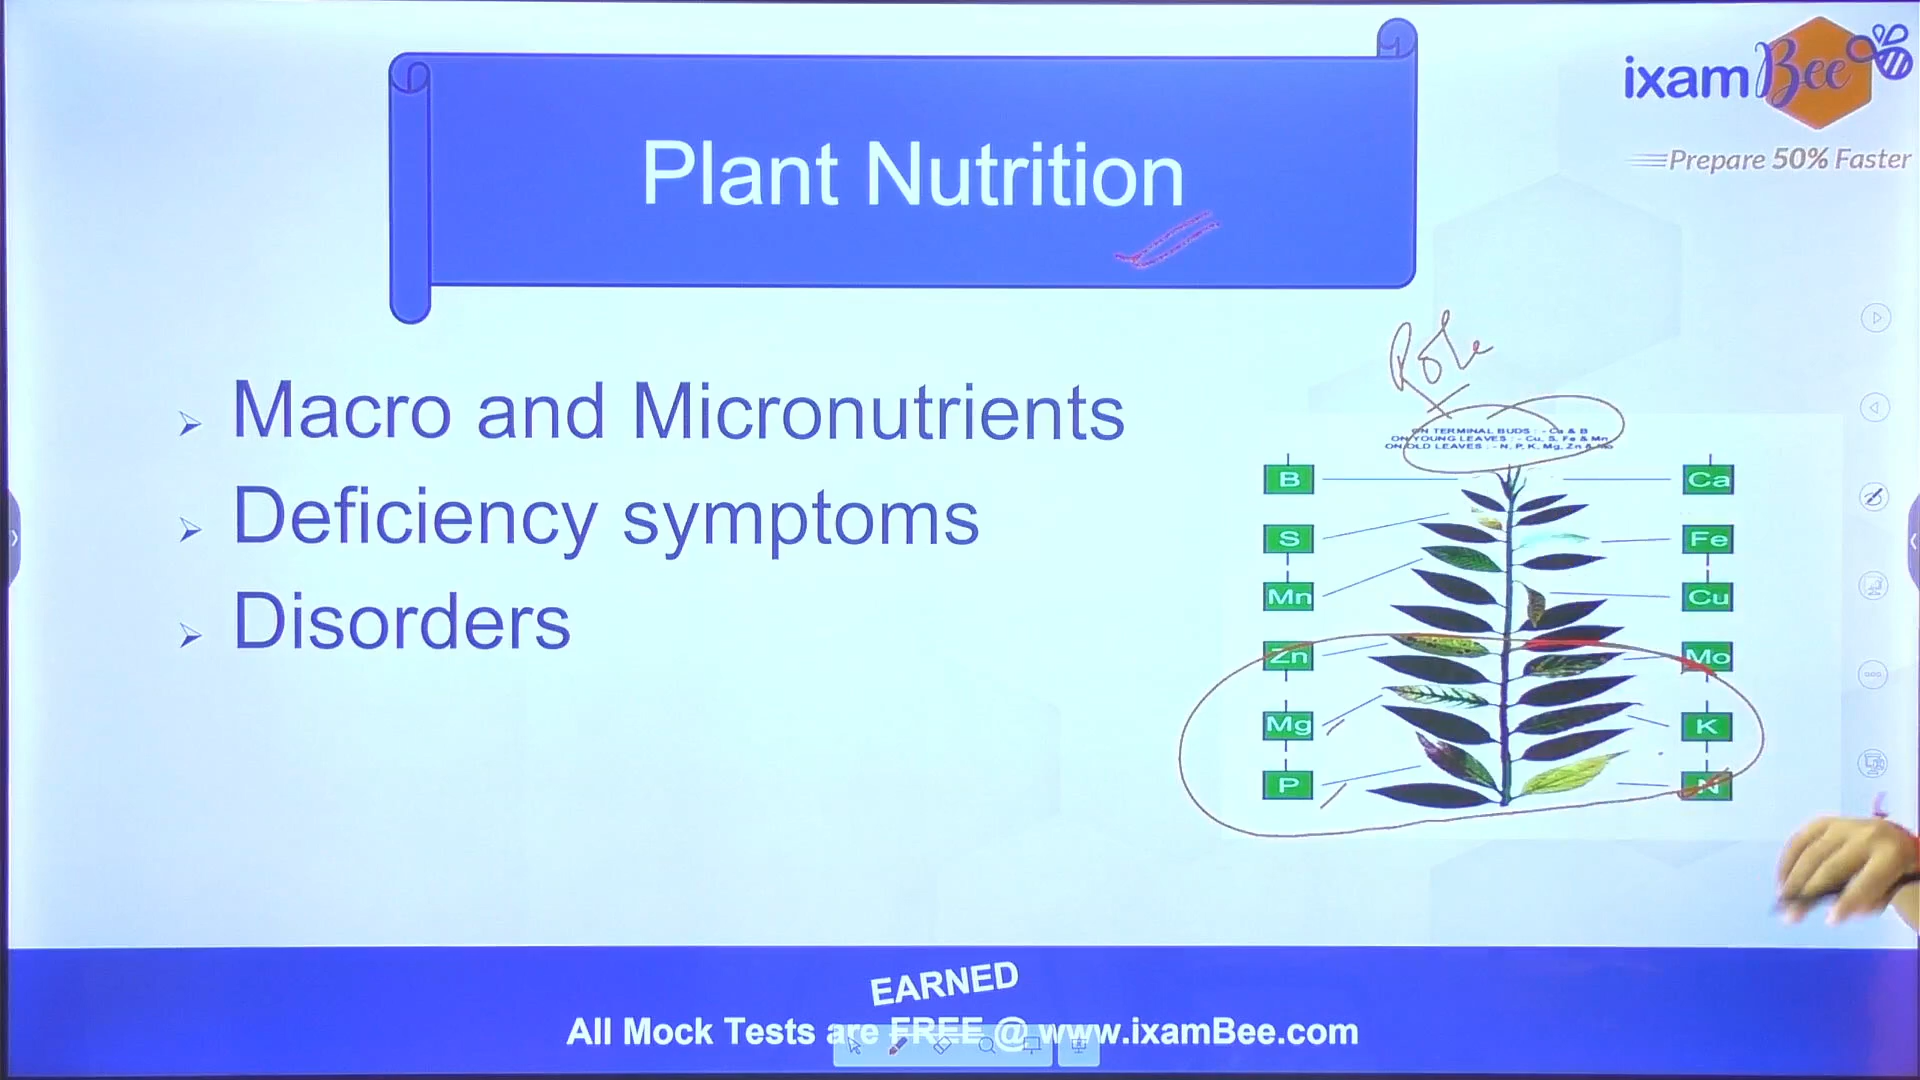 ixamBee
Prepare 50% Faster
Plant Nutrition
Role
Macro and Micronutrients
Deficiency symptoms
Disorders
ON TERMINAL BUDS : - Ca & B
ON YOUNG LEAVES : - Cu, S, Fe & Mn
ON OLD LEAVES : - N, P, K, Mg, Zn & Mo
B Ca
S Fe
Mn Cu
Zn Mo
Mg K
P N
EARNED
All Mock Tests are FREE @ www.ixamBee.com